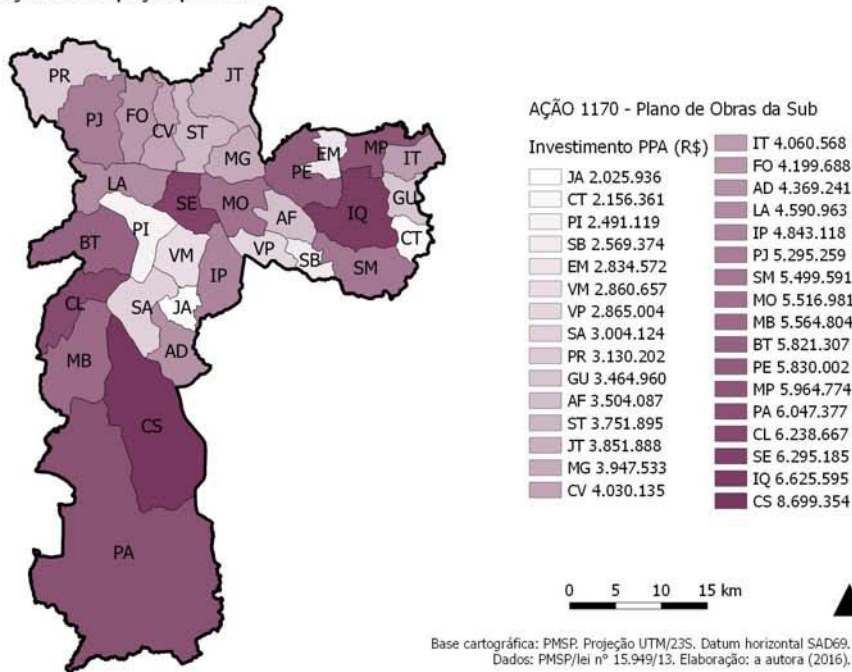 PR
JT
PJ
FO
CV
ST
MG
EM
MP
IT
PE
LA
SE
MO
AF
IQ
GU
CT
PI
BT
VM
VP
SB
SM
IP
CL
SA
JA
MB
AD
CS
PA
AÇÃO 1170 - Plano de Obras da Sub
Investimento PPA (R$)
JA 2.025.936
CT 2.156.361
PI 2.491.119
SB 2.569.374
EM 2.834.572
VM 2.860.657
VP 2.865.004
SA 3.004.124
PR 3.130.202
GU 3.464.960
AF 3.504.087
ST 3.751.895
JT 3.851.888
MG 3.947.533
CV 4.030.135
IT 4.060.568
FO 4.199.688
AD 4.369.241
LA 4.590.963
IP 4.843.118
PJ 5.295.259
SM 5.499.591
MO 5.516.981
MB 5.564.804
BT 5.821.307
PE 5.830.002
MP 5.964.774
PA 6.047.377
CL 6.238.667
SE 6.295.185
IQ 6.625.595
CS 8.699.354
0 5 10 15 km
Base cartográfica: PMSP. Projeção UTM/23S. Datum horizontal SAD69.
Dados: PMSP/lei n° 15.949/13. Elaboração: a autora (2016).